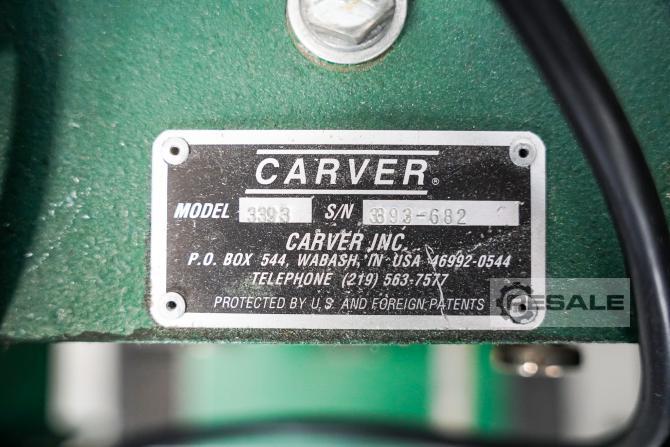 CARVER®
MODEL 3393 S/N 3393-682
CARVER INC.
P.O. BOX 544, WABASH, IN USA 46992-0544
TELEPHONE (219) 563-7577
PROTECTED BY U.S. AND FOREIGN PATENTS
RESALE